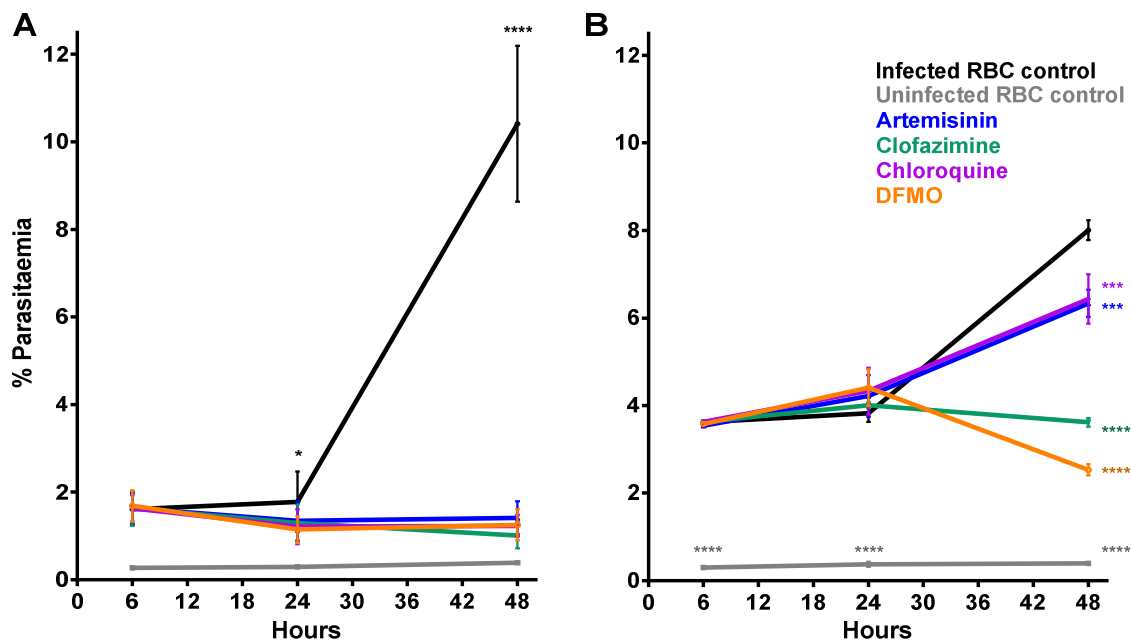 A
% Parasitaemia
12
10
8
6
4
2
0
****
*
0 6 12 18 24 30 36 42 48
Hours
B
Infected RBC control
Uninfected RBC control
Artemisinin
Clofazimine
Chloroquine
DFMO
12
10
8
6
4
2
0
***
***
****
****
**** **** ****
0 6 12 18 24 30 36 42 48
Hours